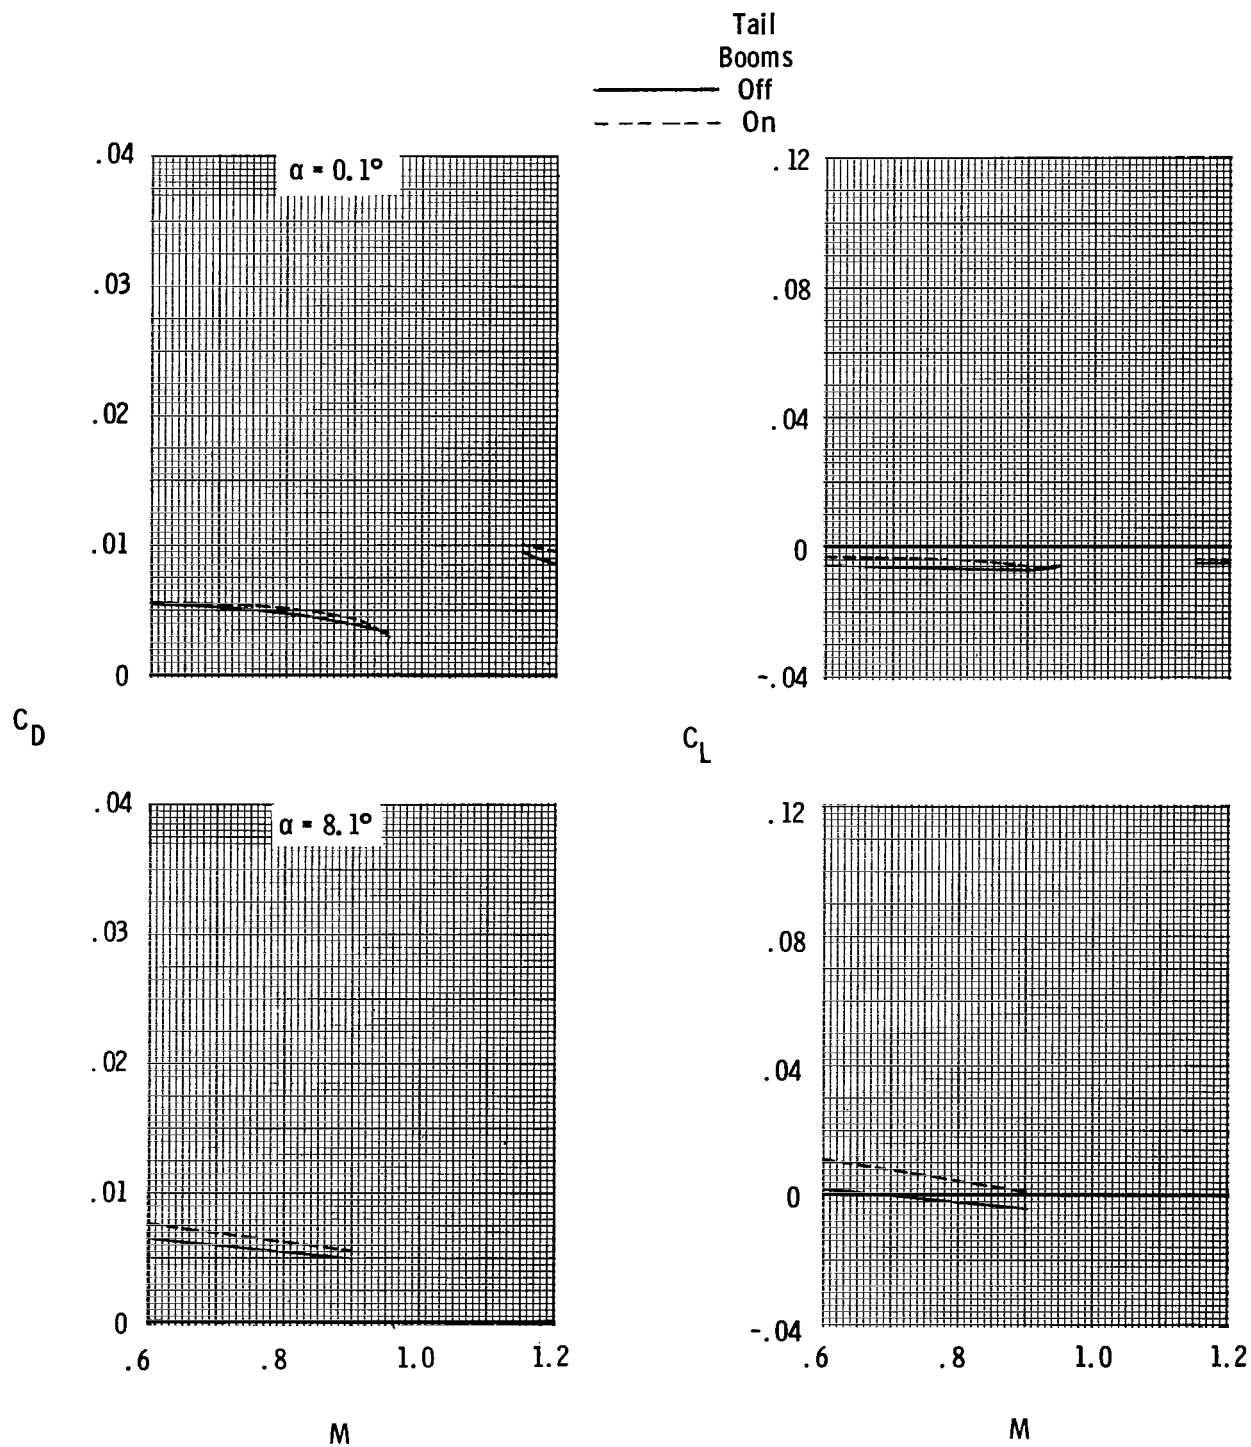 Tail
Booms
Off
On
.04
α = 0.1°
.03
.02
.01
0
.12
.08
.04
0
-.04
C_D
C_L
.04
α = 8.1°
.03
.02
.01
0
.6 .8 1.0 1.2
M
.12
.08
.04
0
-.04
.6 .8 1.0 1.2
M